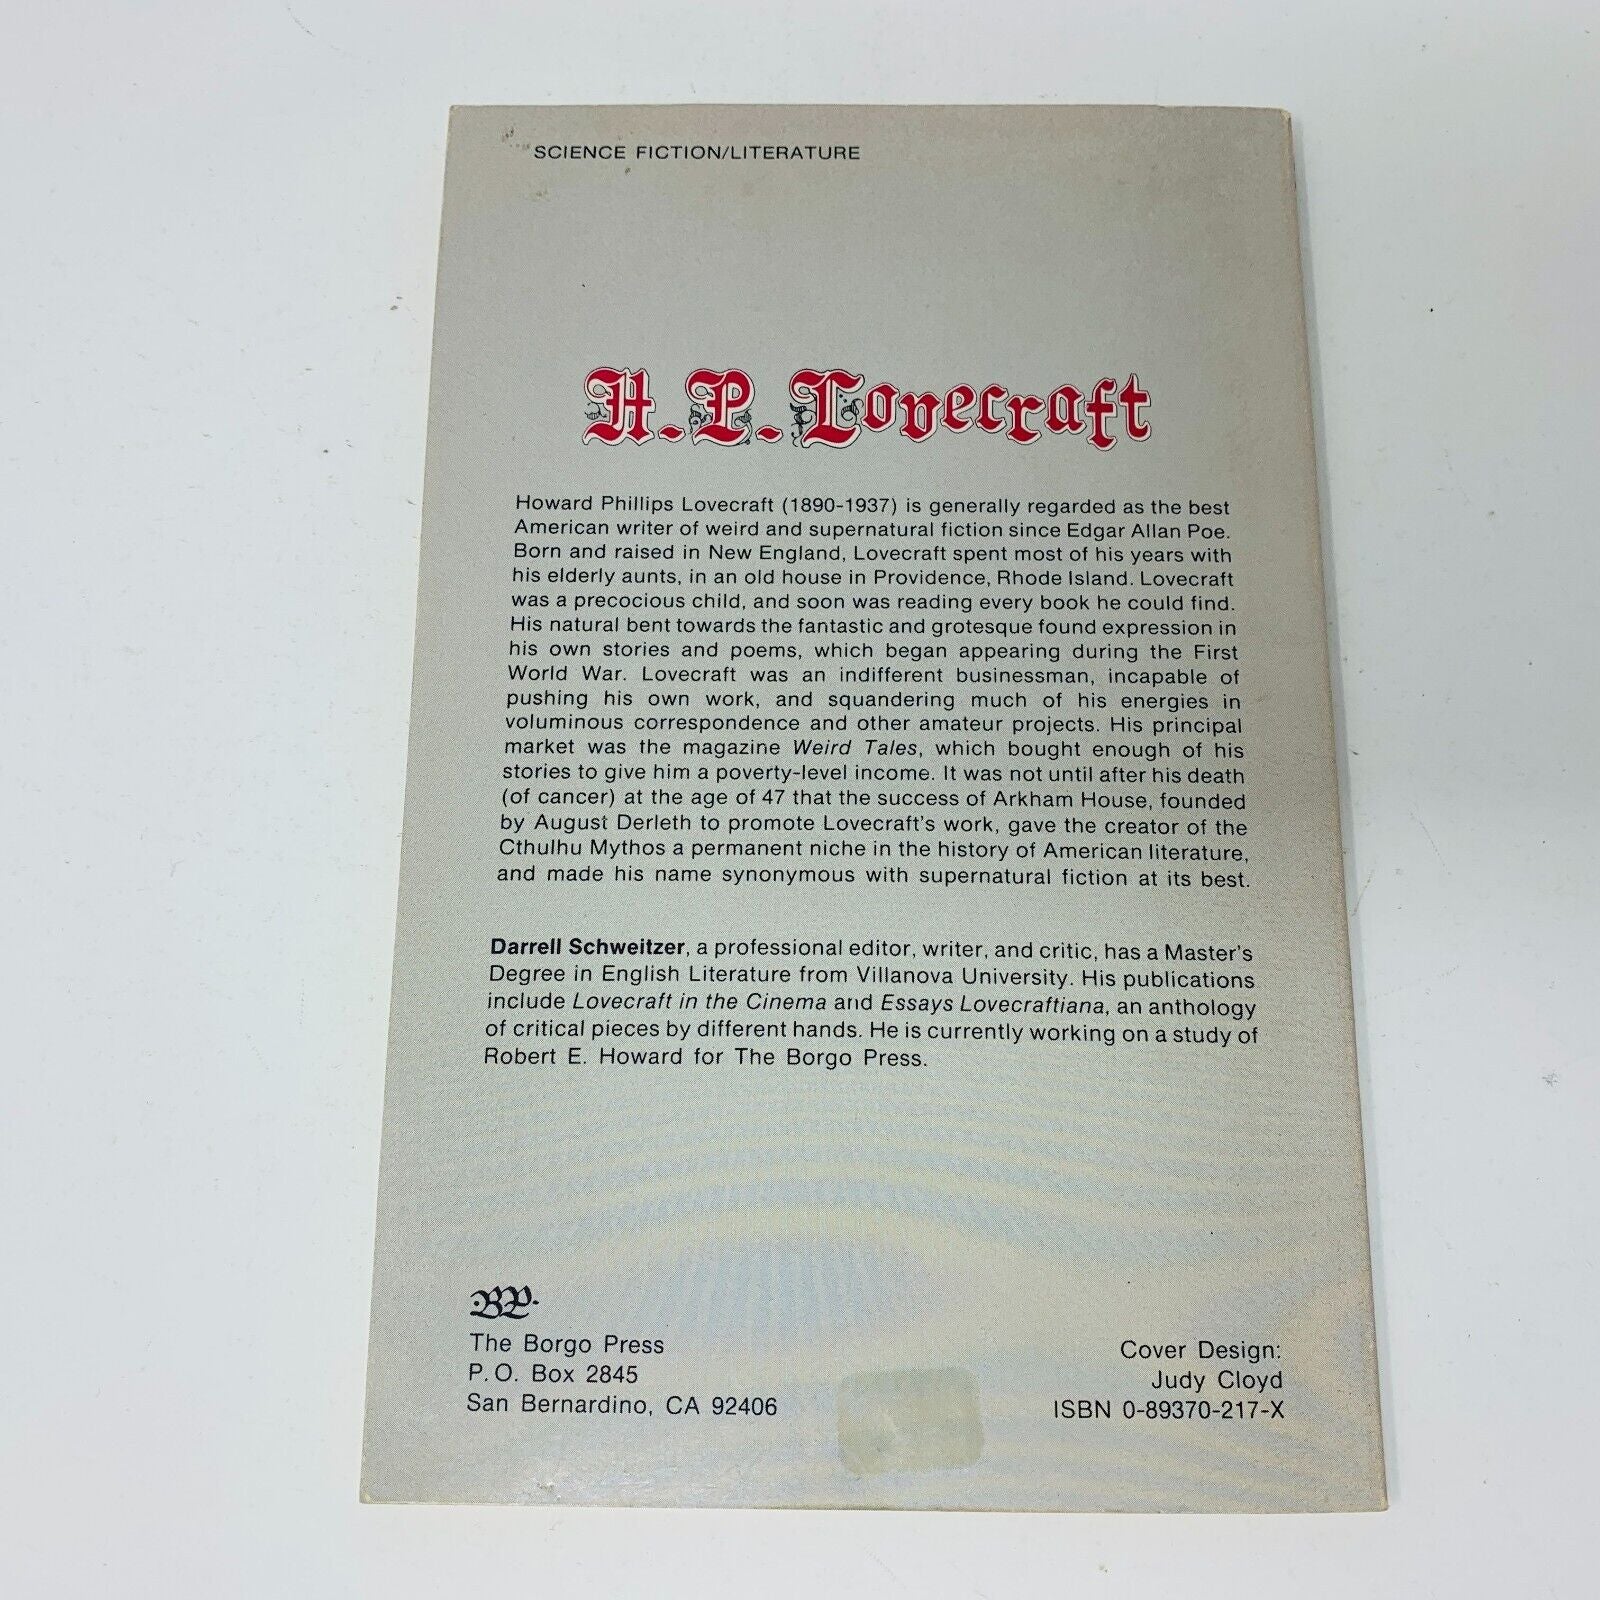 SCIENCE FICTION/LITERATURE
H.P. Lovecraft
Howard Phillips Lovecraft (1890-1937) is generally regarded as the best
American writer of weird and supernatural fiction since Edgar Allan Poe.
Born and raised in New England, Lovecraft spent most of his years with
his elderly aunts, in an old house in Providence, Rhode Island. Lovecraft
was a precocious child, and soon was reading every book he could find.
His natural bent towards the fantastic and grotesque found expression in
his own stories and poems, which began appearing during the First
World War. Lovecraft was an indifferent businessman, incapable of
pushing his own work, and squandering much of his energies in
voluminous correspondence and other amateur projects. His principal
market was the magazine Weird Tales, which bought enough of his
stories to give him a poverty-level income. It was not until after his death
(of cancer) at the age of 47 that the success of Arkham House, founded
by August Derleth to promote Lovecraft's work, gave the creator of the
Cthulhu Mythos a permanent niche in the history of American literature,
and made his name synonymous with supernatural fiction at its best.
Darrell Schweitzer, a professional editor, writer, and critic, has a Master's
Degree in English Literature from Villanova University. His publications
include Lovecraft in the Cinema and Essays Lovecraftiana, an anthology
of critical pieces by different hands. He is currently working on a study of
Robert E. Howard for The Borgo Press.
BP.
The Borgo Press
P.O. Box 2845
San Bernardino, CA 92406
Cover Design:
Judy Cloyd
ISBN 0-89370-217-X